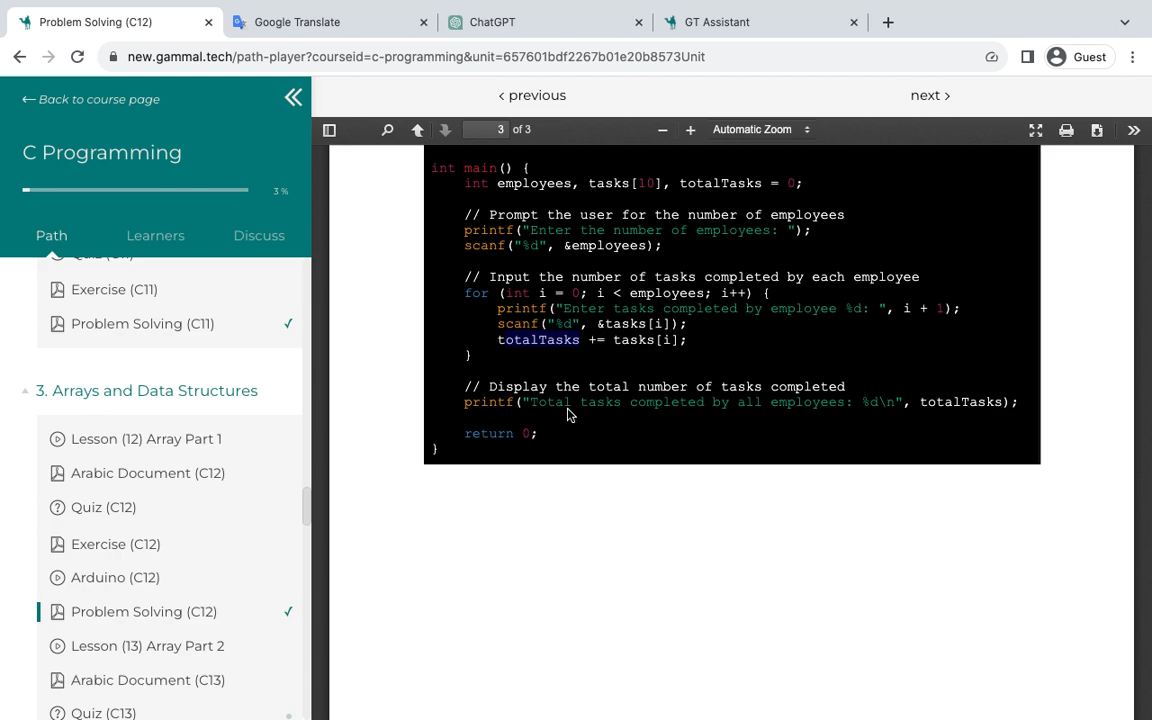 Problem Solving (C12)
Google Translate
ChatGPT
GT Assistant
new.gammal.tech/path-player?courseid=c-programming&unit=657601bdf2267b01e20b8573Unit
Guest
Back to course page
C Programming
3 %
Path
Learners
Discuss
Exercise (C11)
Problem Solving (C11)
3. Arrays and Data Structures
Lesson (12) Array Part 1
Arabic Document (C12)
Quiz (C12)
Exercise (C12)
Arduino (C12)
Problem Solving (C12)
Lesson (13) Array Part 2
Arabic Document (C13)
Quiz (C13)
< previous
next >
3 of 3
Automatic Zoom
int main() {
int employees, tasks[10], totalTasks = 0;
// Prompt the user for the number of employees
printf("Enter the number of employees: ");
scanf("%d", &employees);
// Input the number of tasks completed by each employee
for (int i = 0; i < employees; i++) {
printf("Enter tasks completed by employee %d: ", i + 1);
scanf("%d", &tasks[i]);
totalTasks += tasks[i];
}
// Display the total number of tasks completed
printf("Total tasks completed by all employees: %d\n", totalTasks);
return 0;
}